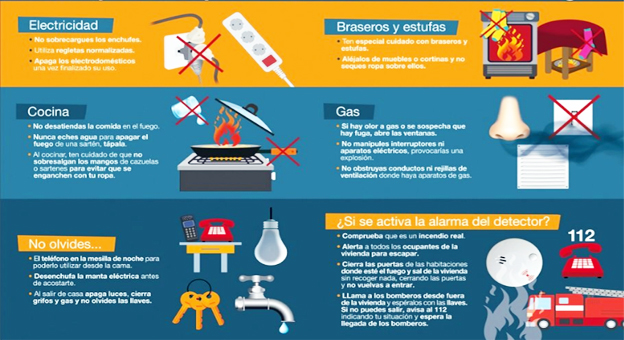 Electricidad
• No sobrecargues los enchufes.
• Utiliza regletas normalizadas.
• Apaga los electrodomésticos
una vez finalizado su uso.
Braseros y estufas
• Ten especial cuidado con braseros y
estufas.
• Aléjalos de muebles o cortinas y no
seques ropa sobre ellos.
Cocina
• No desatiendas la comida en el fuego.
• Nunca eches agua para apagar el
fuego de una sartén, tápala.
• Al cocinar, ten cuidado de que no
sobresalgan los mangos de cazuelas
o sartenes para evitar que se
enganchen con tu ropa.
Gas
• Si hay olor a gas o se sospecha que
hay fuga, abre las ventanas.
• No manipules interruptores ni
aparatos eléctricos, provocarías una
explosión.
• No obstruyas conductos ni rejillas de
ventilación donde haya aparatos de gas.
No olvides...
• El teléfono en la mesilla de noche para
poderlo utilizar desde la cama.
• Desenchufa la manta eléctrica antes
de acostarte.
• Al salir de casa apaga luces, cierra
grifos y gas y no olvides las llaves.
¿Si se activa la alarma del detector?
• Comprueba que es un incendio real.
• Alerta a todos los ocupantes de la
vivienda para escapar.
• Cierra las puertas de las habitaciones
donde esté el fuego y sal de la vivienda
sin recoger nada, cerrando las puertas
y no vuelvas a entrar.
• LLama a los bomberos desde fuera
de la vivienda y espéralos con las llaves.
Si no puedes salir, avisa al 112
indicando tu situación y espera la
llegada de los bomberos.
112